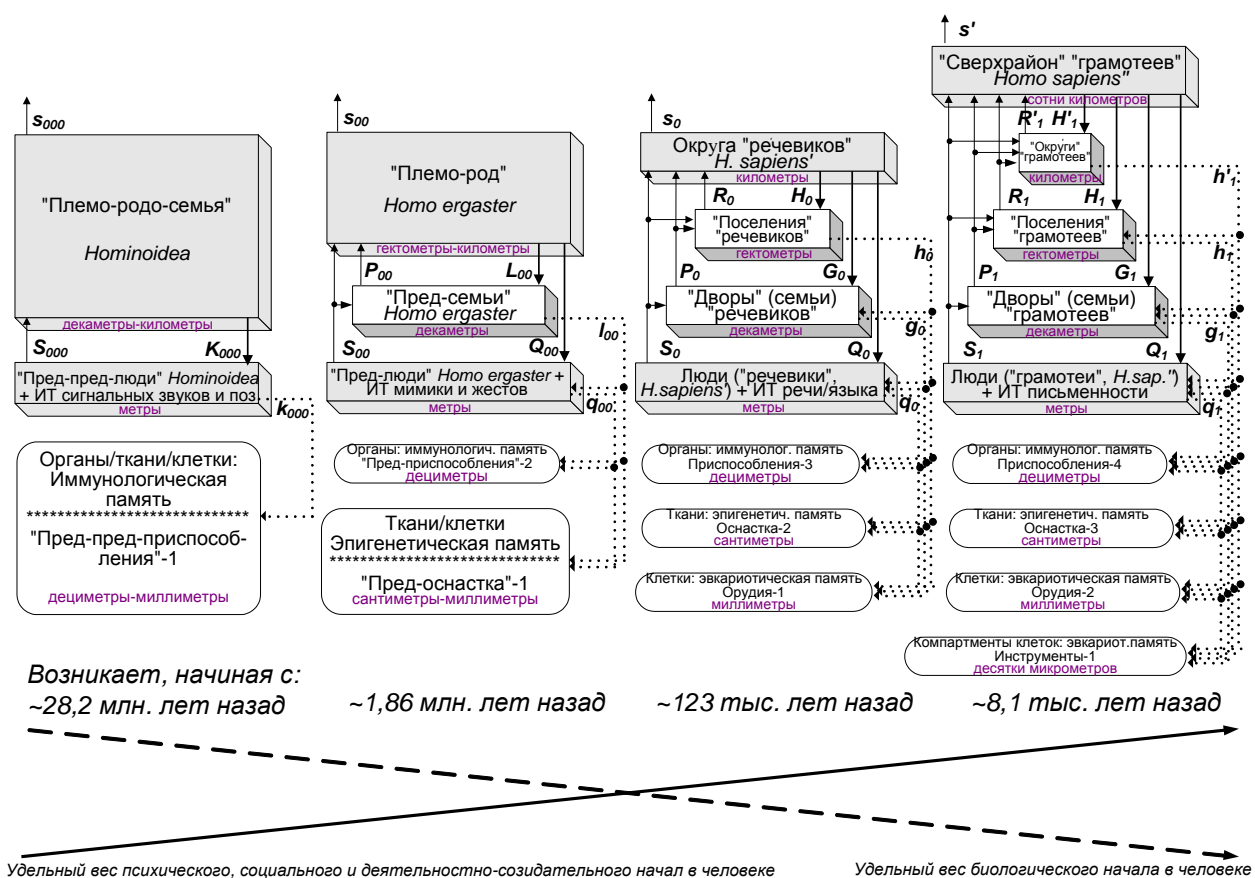 s000
"Племо-родо-семья"
Hominoidea
декаметры-километры
S000
K000
"Пред-пред-люди" Hominoidea
+ ИТ сигнальных звуков и поз
метры
k000
Органы/ткани/клетки:
Иммунологическая
память
******************************
"Пред-пред-приспособ-
ления"-1
дециметры-миллиметры
s00
"Племо-род"
Homo ergaster
гектометры-километры
P00
L00
"Пред-семьи"
Homo ergaster
декаметры
l00
S00
Q00
"Пред-люди" Homo ergaster +
ИТ мимики и жестов
метры
q00
Органы: иммунологич. память
"Пред-приспособления"-2
дециметры
Ткани/клетки
Эпигенетическая память
*******************************
"Пред-оснастка"-1
сантиметры-миллиметры
s0
Округа "речевиков"
H. sapiens'
километры
R0
H0
"Поселения"
"речевиков"
гектометры
h0
P0
G0
"Дворы" (семьи)
"речевиков"
декаметры
g0
S0
Q0
Люди ("речевики",
H.sapiens') + ИТ речи/языка
метры
q0
Органы: иммунолог. память
Приспособления-3
дециметры
Ткани: эпигенетич. память
Оснастка-2
сантиметры
Клетки: эвкариотическая память
Орудия-1
миллиметры
s'
"Сверхрайон" "грамотеев"
Homo sapiens"
сотни километров
R'1
H'1
"Округи"
"грамотеев"
километры
h'1
R1
H1
"Поселения"
"грамотеев"
гектометры
h1
P1
G1
"Дворы" (семьи)
"грамотеев"
декаметры
g1
S1
Q1
Люди ("грамотеи", H.sap.")
+ ИТ письменности
метры
q1
Органы: иммунолог. память
Приспособления-4
дециметры
Ткани: эпигенетич. память
Оснастка-3
сантиметры
Клетки: эвкариотическая память
Орудия-2
миллиметры
Компартменты клеток: эвкариот.память
Инструменты-1
десятки микрометров
Возникает, начиная с:
~28,2 млн. лет назад
~1,86 млн. лет назад
~123 тыс. лет назад
~8,1 тыс. лет назад
Удельный вес психического, социального и деятельностно-созидательного начал в человеке
Удельный вес биологического начала в человеке